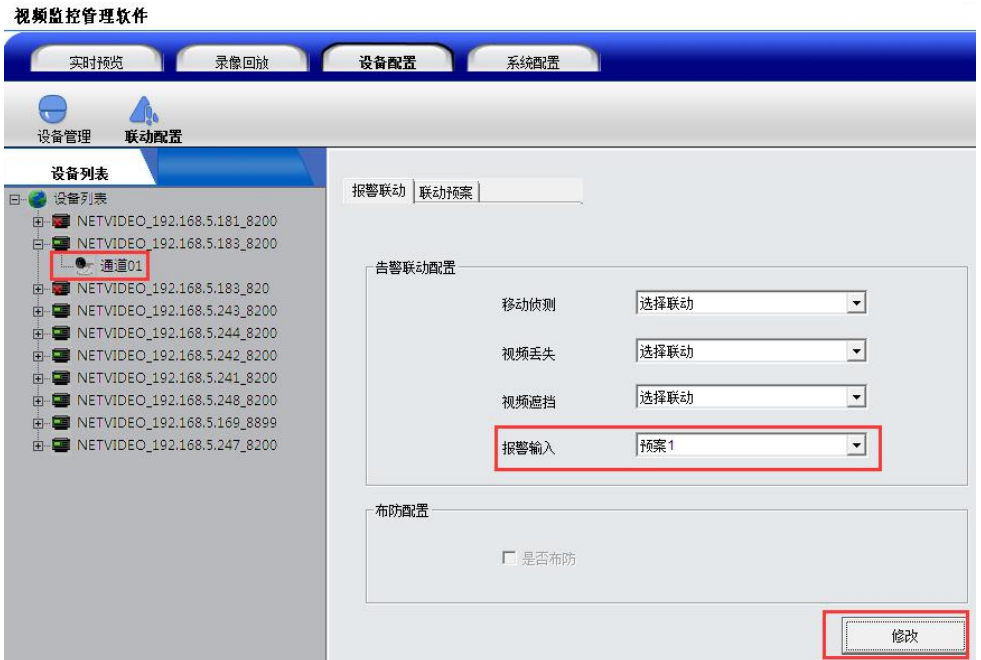 视频监控管理软件
实时预览 录像回放 设备配置 系统配置
设备管理 联动配置
设备列表
设备列表
NETVIDEO_192.168.5.181_8200
NETVIDEO_192.168.5.183_8200
通道01
NETVIDEO_192.168.5.183_820
NETVIDEO_192.168.5.243_8200
NETVIDEO_192.168.5.244_8200
NETVIDEO_192.168.5.242_8200
NETVIDEO_192.168.5.241_8200
NETVIDEO_192.168.5.248_8200
NETVIDEO_192.168.5.169_8899
NETVIDEO_192.168.5.247_8200
报警联动 联动预案
告警联动配置
移动侦测 选择联动
视频丢失 选择联动
视频遮挡 选择联动
报警输入 预案1
布防配置
是否布防
修改